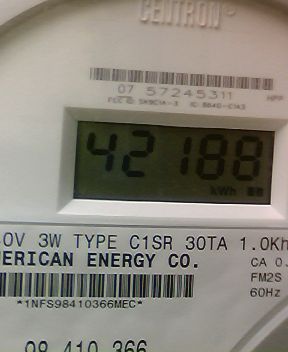 CENTRON®
07 57245311
42188
kWh
0V 3W TYPE C1SR 30TA 1.0Kh
ERICAN ENERGY CO.
CA 0.
FM2S
60Hz
*1NFS98410366MEC*
98 410 366